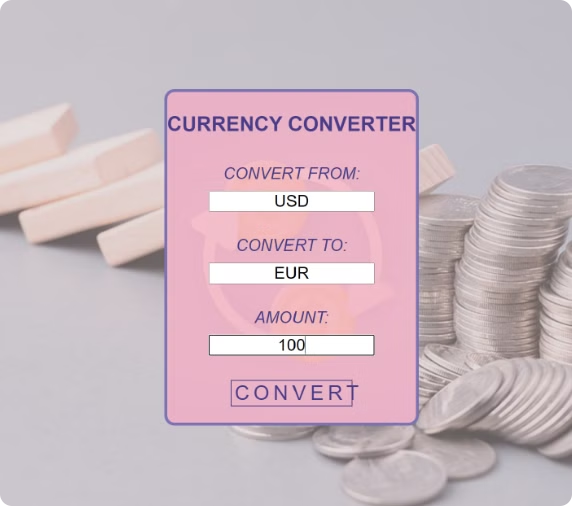 CURRENCY CONVERTER
CONVERT FROM:
USD
CONVERT TO:
EUR
AMOUNT:
100
CONVERT